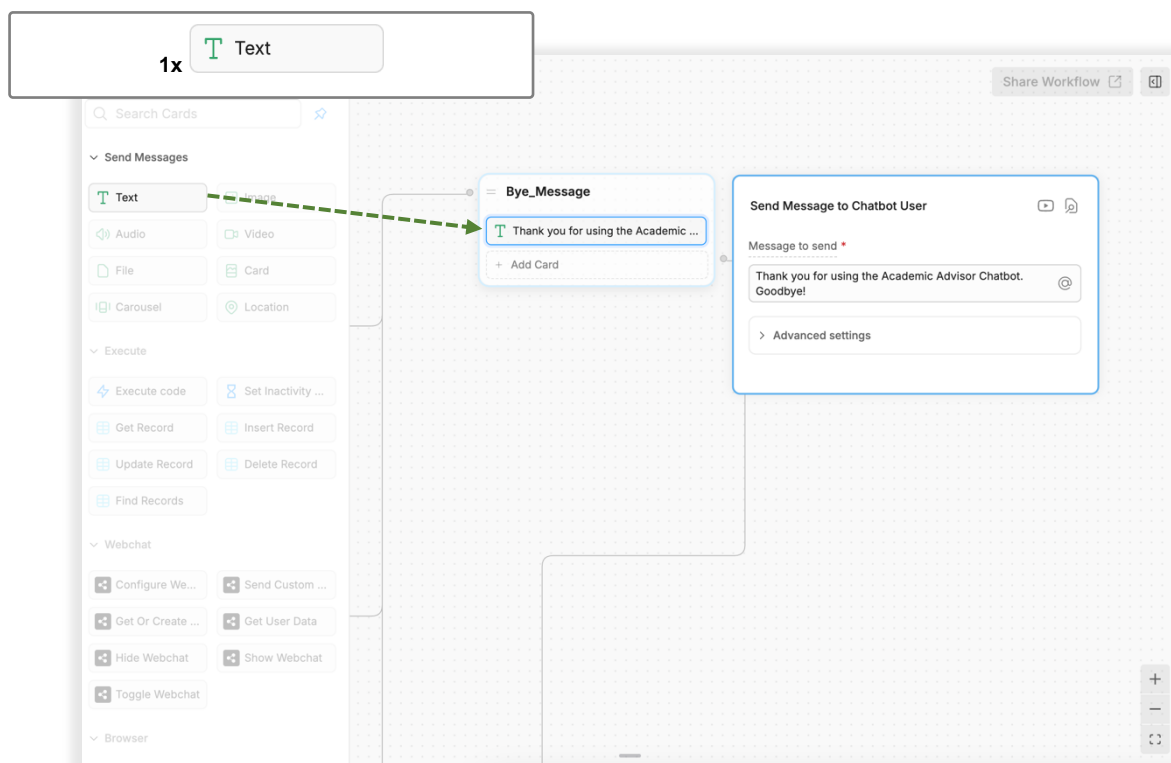 1x
Text
Share Workflow
Search Cards
Send Messages
Text
Image
Audio
Video
File
Card
Carousel
Location
Execute
Execute code
Set Inactivity ...
Get Record
Insert Record
Update Record
Delete Record
Find Records
Webchat
Configure We...
Send Custom ...
Get Or Create ...
Get User Data
Hide Webchat
Show Webchat
Toggle Webchat
Browser
Bye_Message
Thank you for using the Academic ...
+ Add Card
Send Message to Chatbot User
Message to send *
Thank you for using the Academic Advisor Chatbot.
Goodbye!
@
Advanced settings